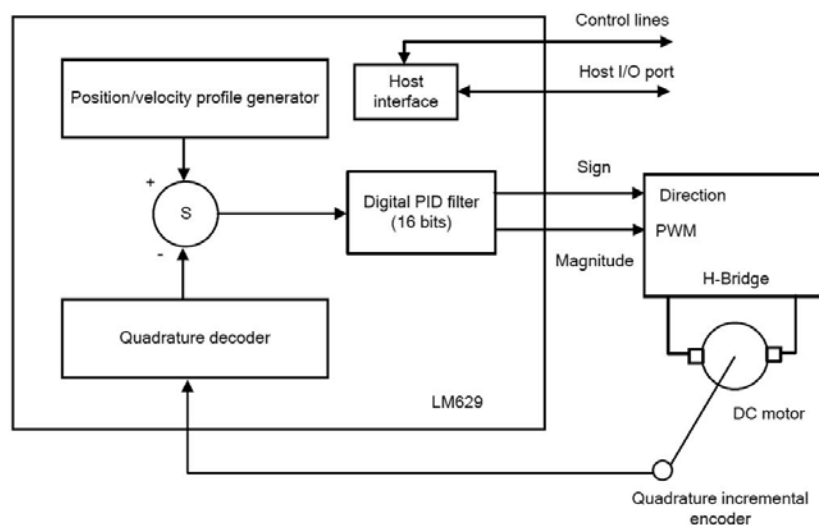 Control lines
Host I/O port
Host
interface
Position/velocity profile generator
+
S
-
Digital PID filter
(16 bits)
Sign
Magnitude
Direction
PWM
H-Bridge
Quadrature decoder
LM629
DC motor
Quadrature incremental
encoder